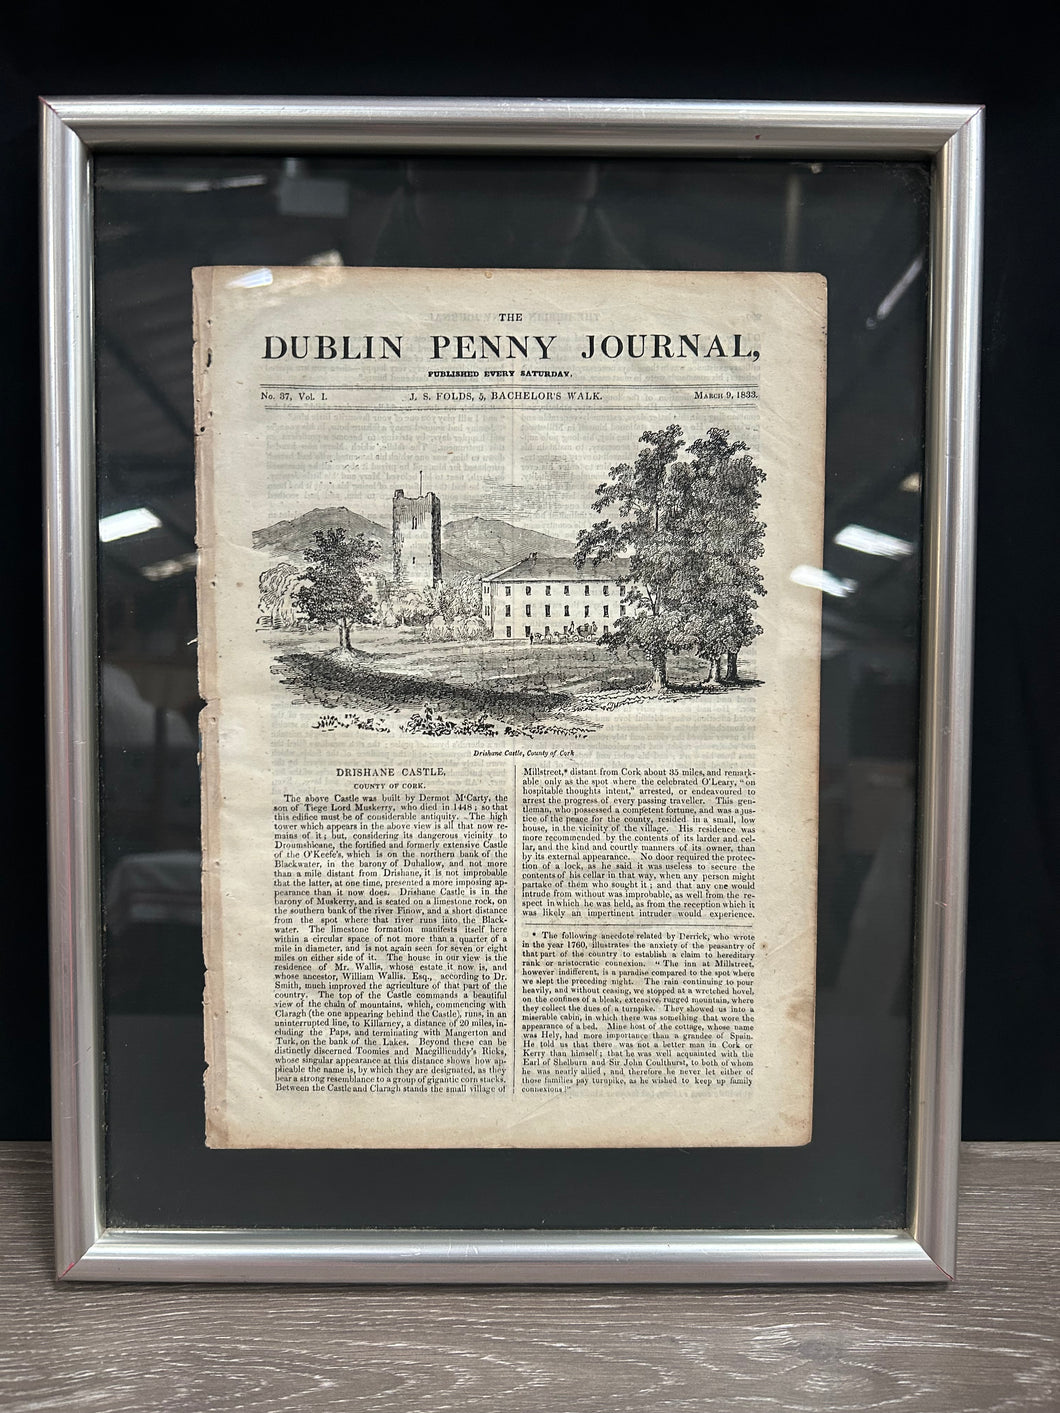 THE
DUBLIN PENNY JOURNAL,
PUBLISHED EVERY SATURDAY.
No. 37, Vol. I. J. S. FOLDS, 5, BACHELOR'S WALK. MARCH 9, 1833.
Drishane Castle, County of Cork
DRISHANE CASTLE,
COUNTY OF CORK.
The above Castle was built by Dermot M'Carty, the
son of Tiege Lord Muskerry, who died in 1448; so that
this edifice must be of considerable antiquity. The high
tower which appears in the above view is all that now re-
mains of it; but, considering its dangerous vicinity to
Droumshicane, the fortified and formerly extensive Castle
of the O'Keefe's, which is on the northern bank of the
Blackwater, in the barony of Duhallow, and not more
than a mile distant from Drishane, it is not improbable
that the latter, at one time, presented a more imposing ap-
pearance than it now does. Drishane Castle is in the
barony of Muskerry, and is seated on a limestone rock, on
the southern bank of the river Finow, and a short distance
from the spot where that river runs into the Black-
water. The limestone formation manifests itself here
within a circular space of not more than a quarter of a
mile in diameter, and is not again seen for seven or eight
miles on either side of it. The house in our view is the
residence of Mr. Wallis, whose estate it now is, and
whose ancestor, William Wallis, Esq., according to Dr.
Smith, much improved the agriculture of that part of the
country. The top of the Castle commands a beautiful
view of the chain of mountains, which, commencing with
Claragh (the one appearing behind the Castle), runs, in an
uninterrupted line, to Killarney, a distance of 20 miles, in-
cluding the Paps, and terminating with Mangerton and
Turk, on the bank of the Lakes. Beyond these can be
distinctly discerned Toomies and Macgillicuddy's Ricks,
whose singular appearance at this distance shows how ap-
plicable the name is, by which they are designated, as they
bear a strong resemblance to a group of gigantic corn stacks.
Between the Castle and Claragh stands the small village of
Millstreet,* distant from Cork about 35 miles, and remark-
able only as the spot where the celebrated O'Leary, "on
hospitable thoughts intent," arrested, or endeavoured to
arrest the progress of every passing traveller. This gen-
tleman, who possessed a competent fortune, and was a jus-
tice of the peace for the county, resided in a small, low
house, in the vicinity of the village. His residence was
more recommended by the contents of its larder and cel-
lar, and the kind and courtly manners of its owner, than
by its external appearance. No door required the protec-
tion of a lock, as he said it was useless to secure the
contents of his cellar in that way, when any person might
partake of them who sought it; and that any one would
intrude from without was improbable, as well from the re-
spect in which he was held, as from the reception which it
was likely an impertinent intruder would experience.
* The following anecdote related by Derrick, who wrote
in the year 1760, illustrates the anxiety of the peasantry of
that part of the country to establish a claim to hereditary
rank or aristocratic connexion. "The inn at Millstreet,
however indifferent, is a paradise compared to the spot where
we slept the preceding night. The rain continuing to pour
heavily, and without ceasing, we stopped at a wretched hovel,
on the confines of a bleak, extensive, rugged mountain, where
they collect the dues of a turnpike. They showed us into a
miserable cabin, in which there was something that wore the
appearance of a bed. Mine host of the cottage, whose name
was Hely, had more importance than a grandee of Spain.
He told us that there was not a better man in Cork or
Kerry than himself; that he was well acquainted with the
Earl of Shelburn and Sir John Coulthurst, to both of whom
he was nearly allied, and therefore he never let either of
those families pay turnpike, as he wished to keep up family
connexions!"